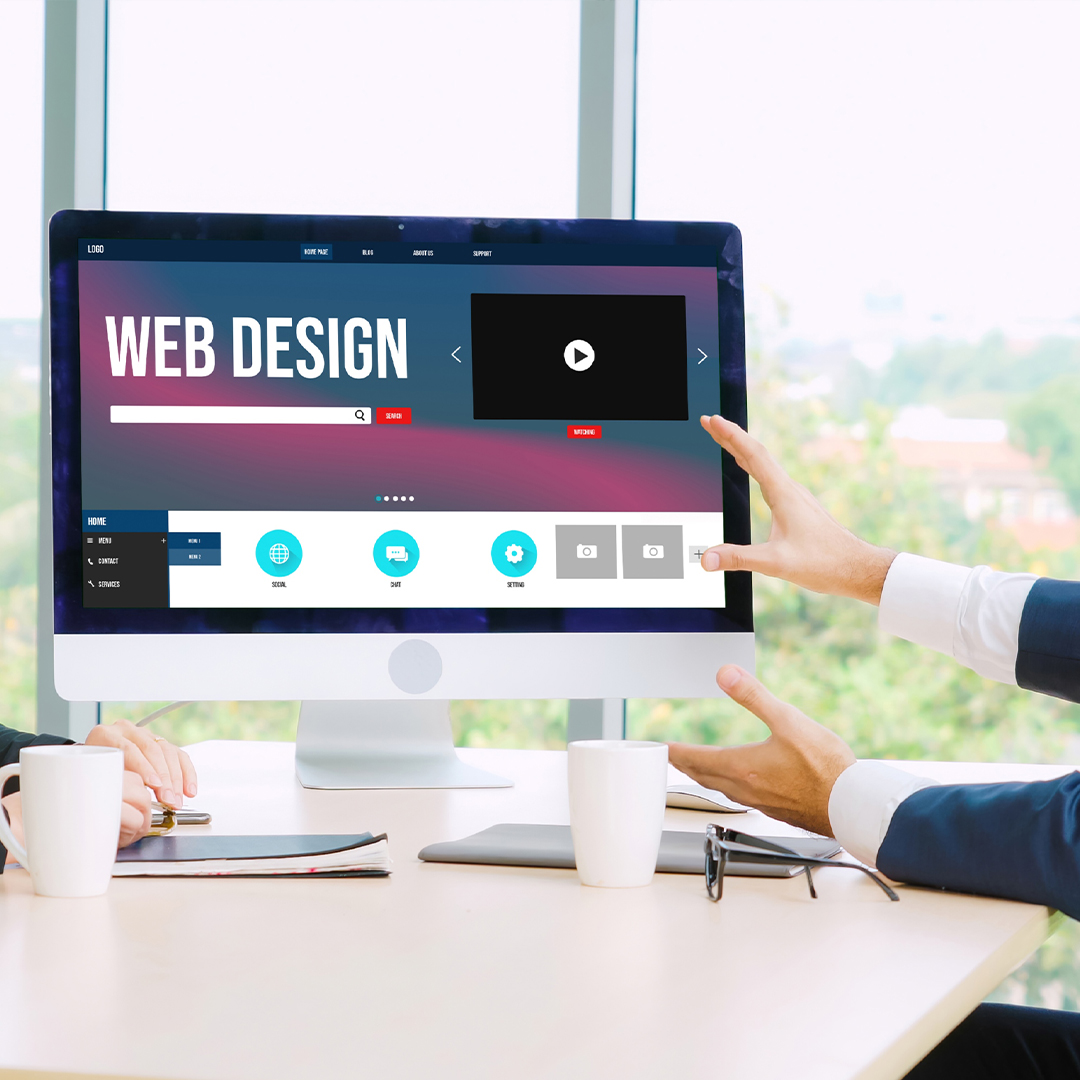 LOGO
HOME PAGE BLOG ABOUT US SUPPORT
WEB DESIGN
SEARCH
WATCHING
HOME
MENU
CONTACT
SERVICES
MENU 1
MENU 2
SOCIAL
CHAT
SETTING